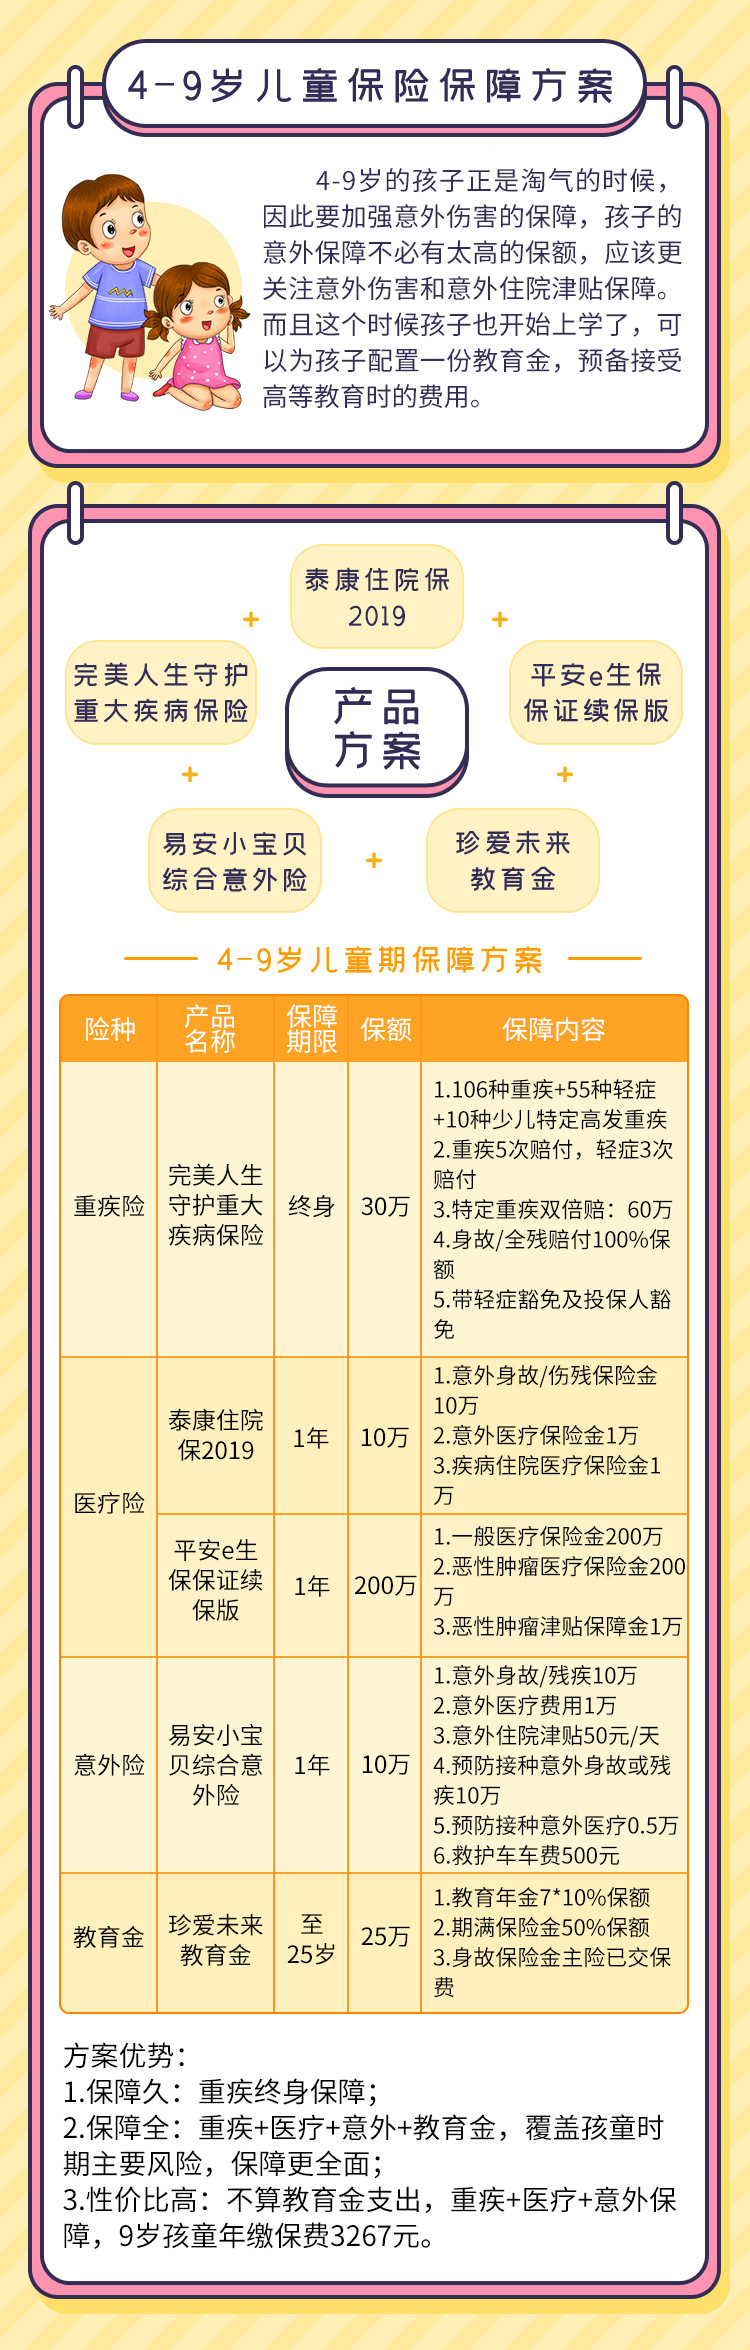 4-9岁儿童保险保障方案
4-9岁的孩子正是淘气的时候，
因此要加强意外伤害的保障，孩子的
意外保障不必有太高的保额，应该更
关注意外伤害和意外住院津贴保障。
而且这个时候孩子也开始上学了，可
以为孩子配置一份教育金，预备接受
高等教育时的费用。
泰康住院保
2019
+
+
完美人生守护
重大疾病保险
平安e生保
保证续保版
产品
方案
+
+
易安小宝贝
综合意外险
+
珍爱未来
教育金
4-9岁儿童期保障方案
险种
产品
名称
保障
期限
保额
保障内容
重疾险
完美人生
守护重大
疾病保险
终身
30万
1.106种重疾+55种轻症
+10种少儿特定高发重疾
2.重疾5次赔付，轻症3次
赔付
3.特定重疾双倍赔：60万
4.身故/全残赔付100%保
额
5.带轻症豁免及投保人豁
免
医疗险
泰康住院
保2019
1年
10万
1.意外身故/伤残保险金
10万
2.意外医疗保险金1万
3.疾病住院医疗保险金1
万
平安e生
保保证续
保版
1年
200万
1.一般医疗保险金200万
2.恶性肿瘤医疗保险金200
万
3.恶性肿瘤津贴保障金1万
意外险
易安小宝
贝综合意
外险
1年
10万
1.意外身故/残疾10万
2.意外医疗费用1万
3.意外住院津贴50元/天
4.预防接种意外身故或残
疾10万
5.预防接种意外医疗0.5万
6.救护车车费500元
教育金
珍爱未来
教育金
至
25岁
25万
1.教育年金7*10%保额
2.期满保险金50%保额
3.身故保险金主险已交保
费
方案优势：
1.保障久：重疾终身保障；
2.保障全：重疾+医疗+意外+教育金，覆盖孩童时
期主要风险，保障更全面；
3.性价比高：不算教育金支出，重疾+医疗+意外保
障，9岁孩童年缴保费3267元。